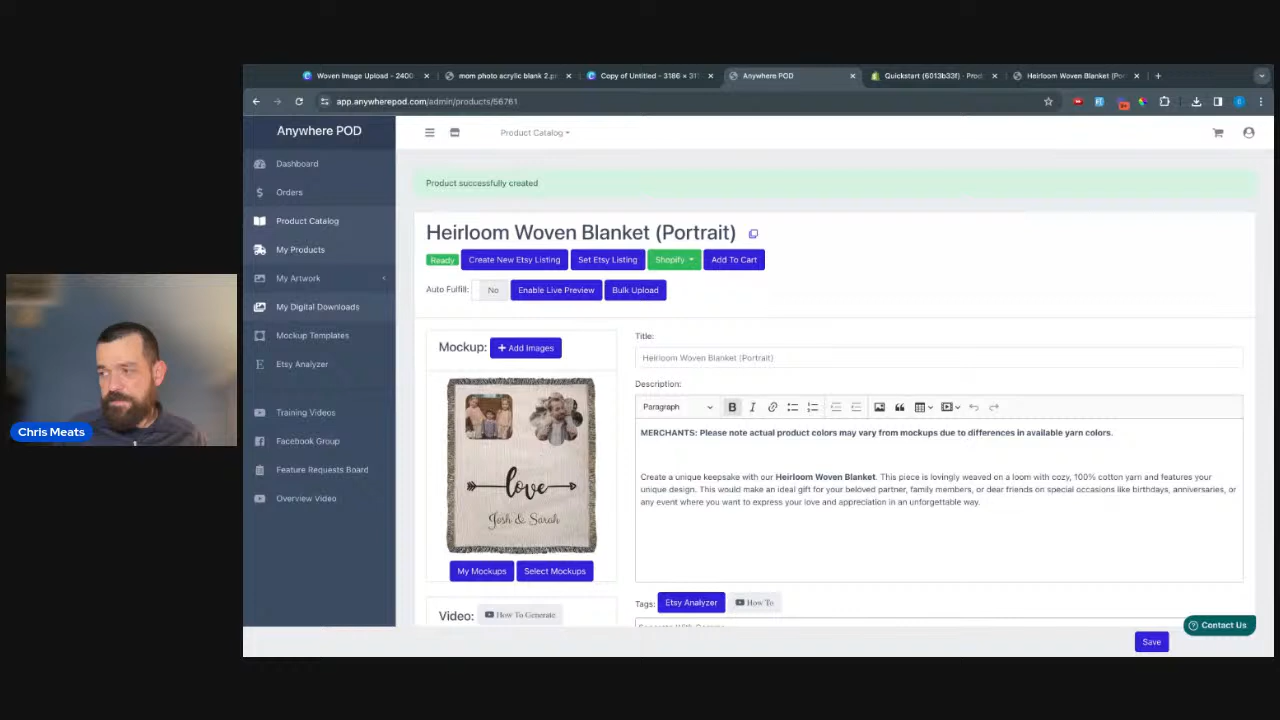 Woven Image Upload - 2400
mom photo acrylic blank 2.p
Copy of Untitled - 3186 × 31
Anywhere POD
Quickstart (6013b33f) · Prod
Heirloom Woven Blanket (Po
app.anywherepod.com/admin/products/56761
Anywhere POD
Product Catalog
Dashboard
Orders
Product Catalog
My Products
My Artwork
My Digital Downloads
Mockup Templates
Etsy Analyzer
Training Videos
Facebook Group
Feature Requests Board
Overview Video
Product successfully created
Heirloom Woven Blanket (Portrait)
Ready Create New Etsy Listing Set Etsy Listing Shopify Add To Cart
Auto Fulfill: No Enable Live Preview Bulk Upload
Mockup: + Add Images
love
Josh & Sarah
My Mockups Select Mockups
Video: How To Generate
Title:
Heirloom Woven Blanket (Portrait)
Description:
Paragraph B I
MERCHANTS: Please note actual product colors may vary from mockups due to differences in available yarn colors.
Create a unique keepsake with our Heirloom Woven Blanket. This piece is lovingly weaved on a loom with cozy, 100% cotton yarn and features your
unique design. This would make an ideal gift for your beloved partner, family members, or dear friends on special occasions like birthdays, anniversaries, or
any event where you want to express your love and appreciation in an unforgettable way.
Tags: Etsy Analyzer How To
Contact Us
Save
Chris Meats